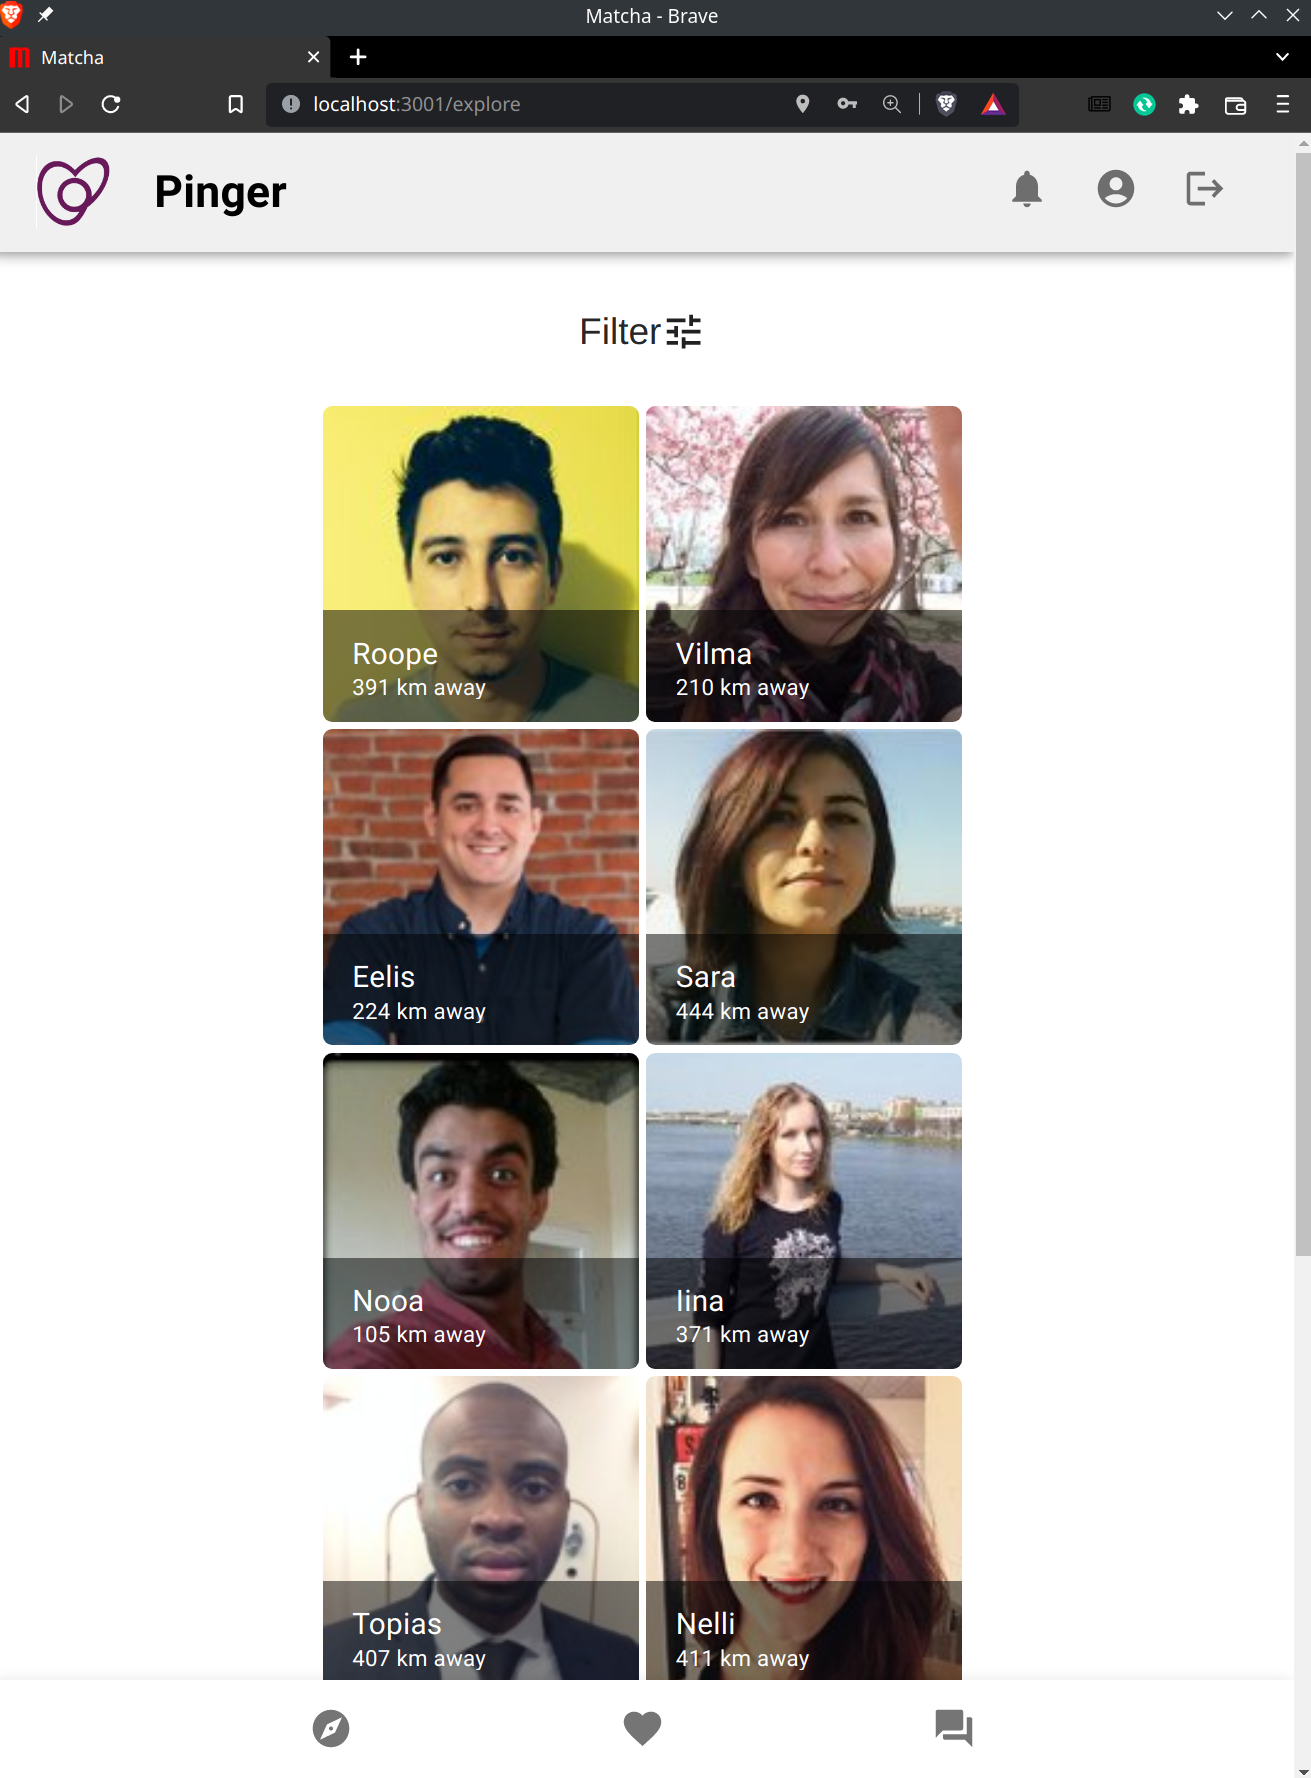 Matcha - Brave
Matcha
localhost:3001/explore
Pinger
Filter
Roope
391 km away
Vilma
210 km away
Eelis
224 km away
Sara
444 km away
Nooa
105 km away
Iina
371 km away
Topias
407 km away
Nelli
411 km away